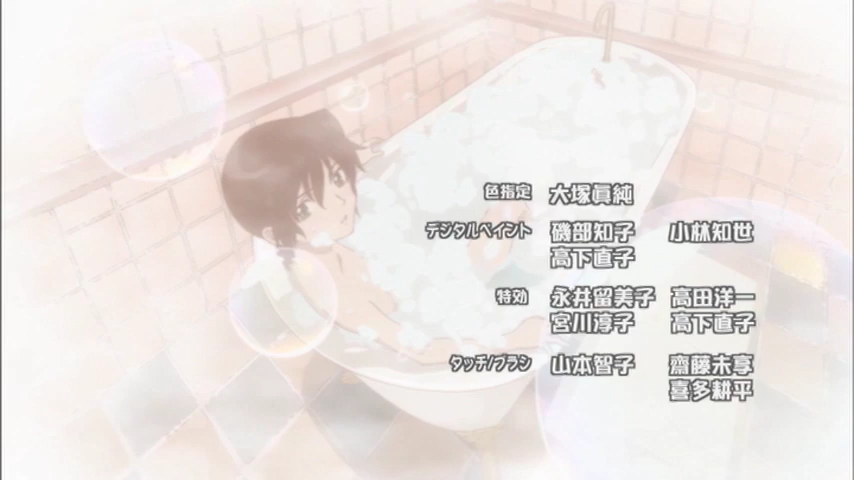 色指定 大塚眞純
デジタルペイント 磯部知子 小林知世
高下直子
特効 永井留美子 高田洋一
宮川淳子 高下直子
タッチ/ブラシ 山本智子 齋藤未享
喜多耕平